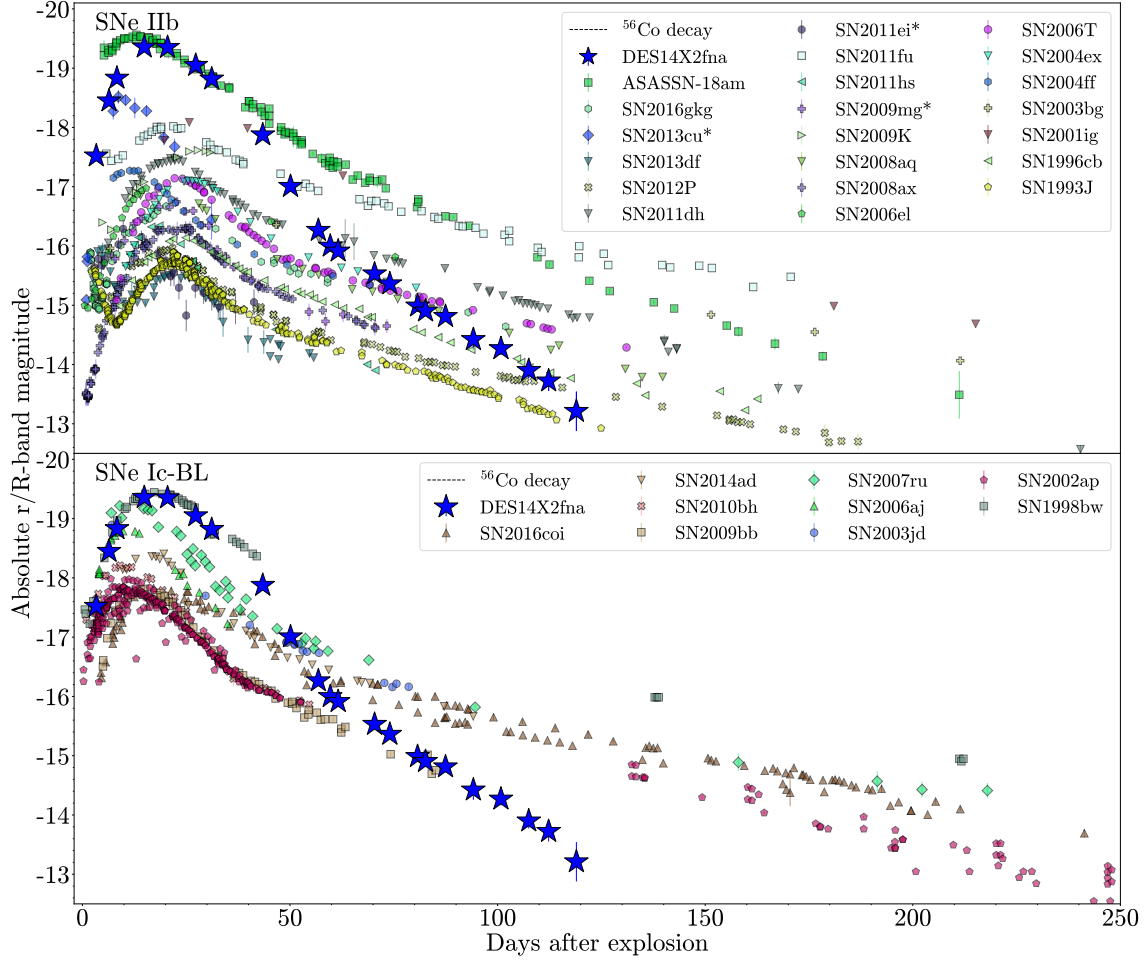 SNe IIb
-20
-19
-18
-17
-16
-15
-14
-13
⁵⁶Co decay
DES14X2fna
ASASSN-18am
SN2016gkg
SN2013cu*
SN2013df
SN2012P
SN2011dh
SN2011ei*
SN2011fu
SN2011hs
SN2009mg*
SN2009K
SN2008aq
SN2008ax
SN2006el
SN2006T
SN2004ex
SN2004ff
SN2003bg
SN2001ig
SN1996cb
SN1993J
Absolute r/R-band magnitude
SNe Ic-BL
-20
-19
-18
-17
-16
-15
-14
-13
⁵⁶Co decay
DES14X2fna
SN2016coi
SN2014ad
SN2010bh
SN2009bb
SN2007ru
SN2006aj
SN2003jd
SN2002ap
SN1998bw
0 50 100 150 200 250
Days after explosion